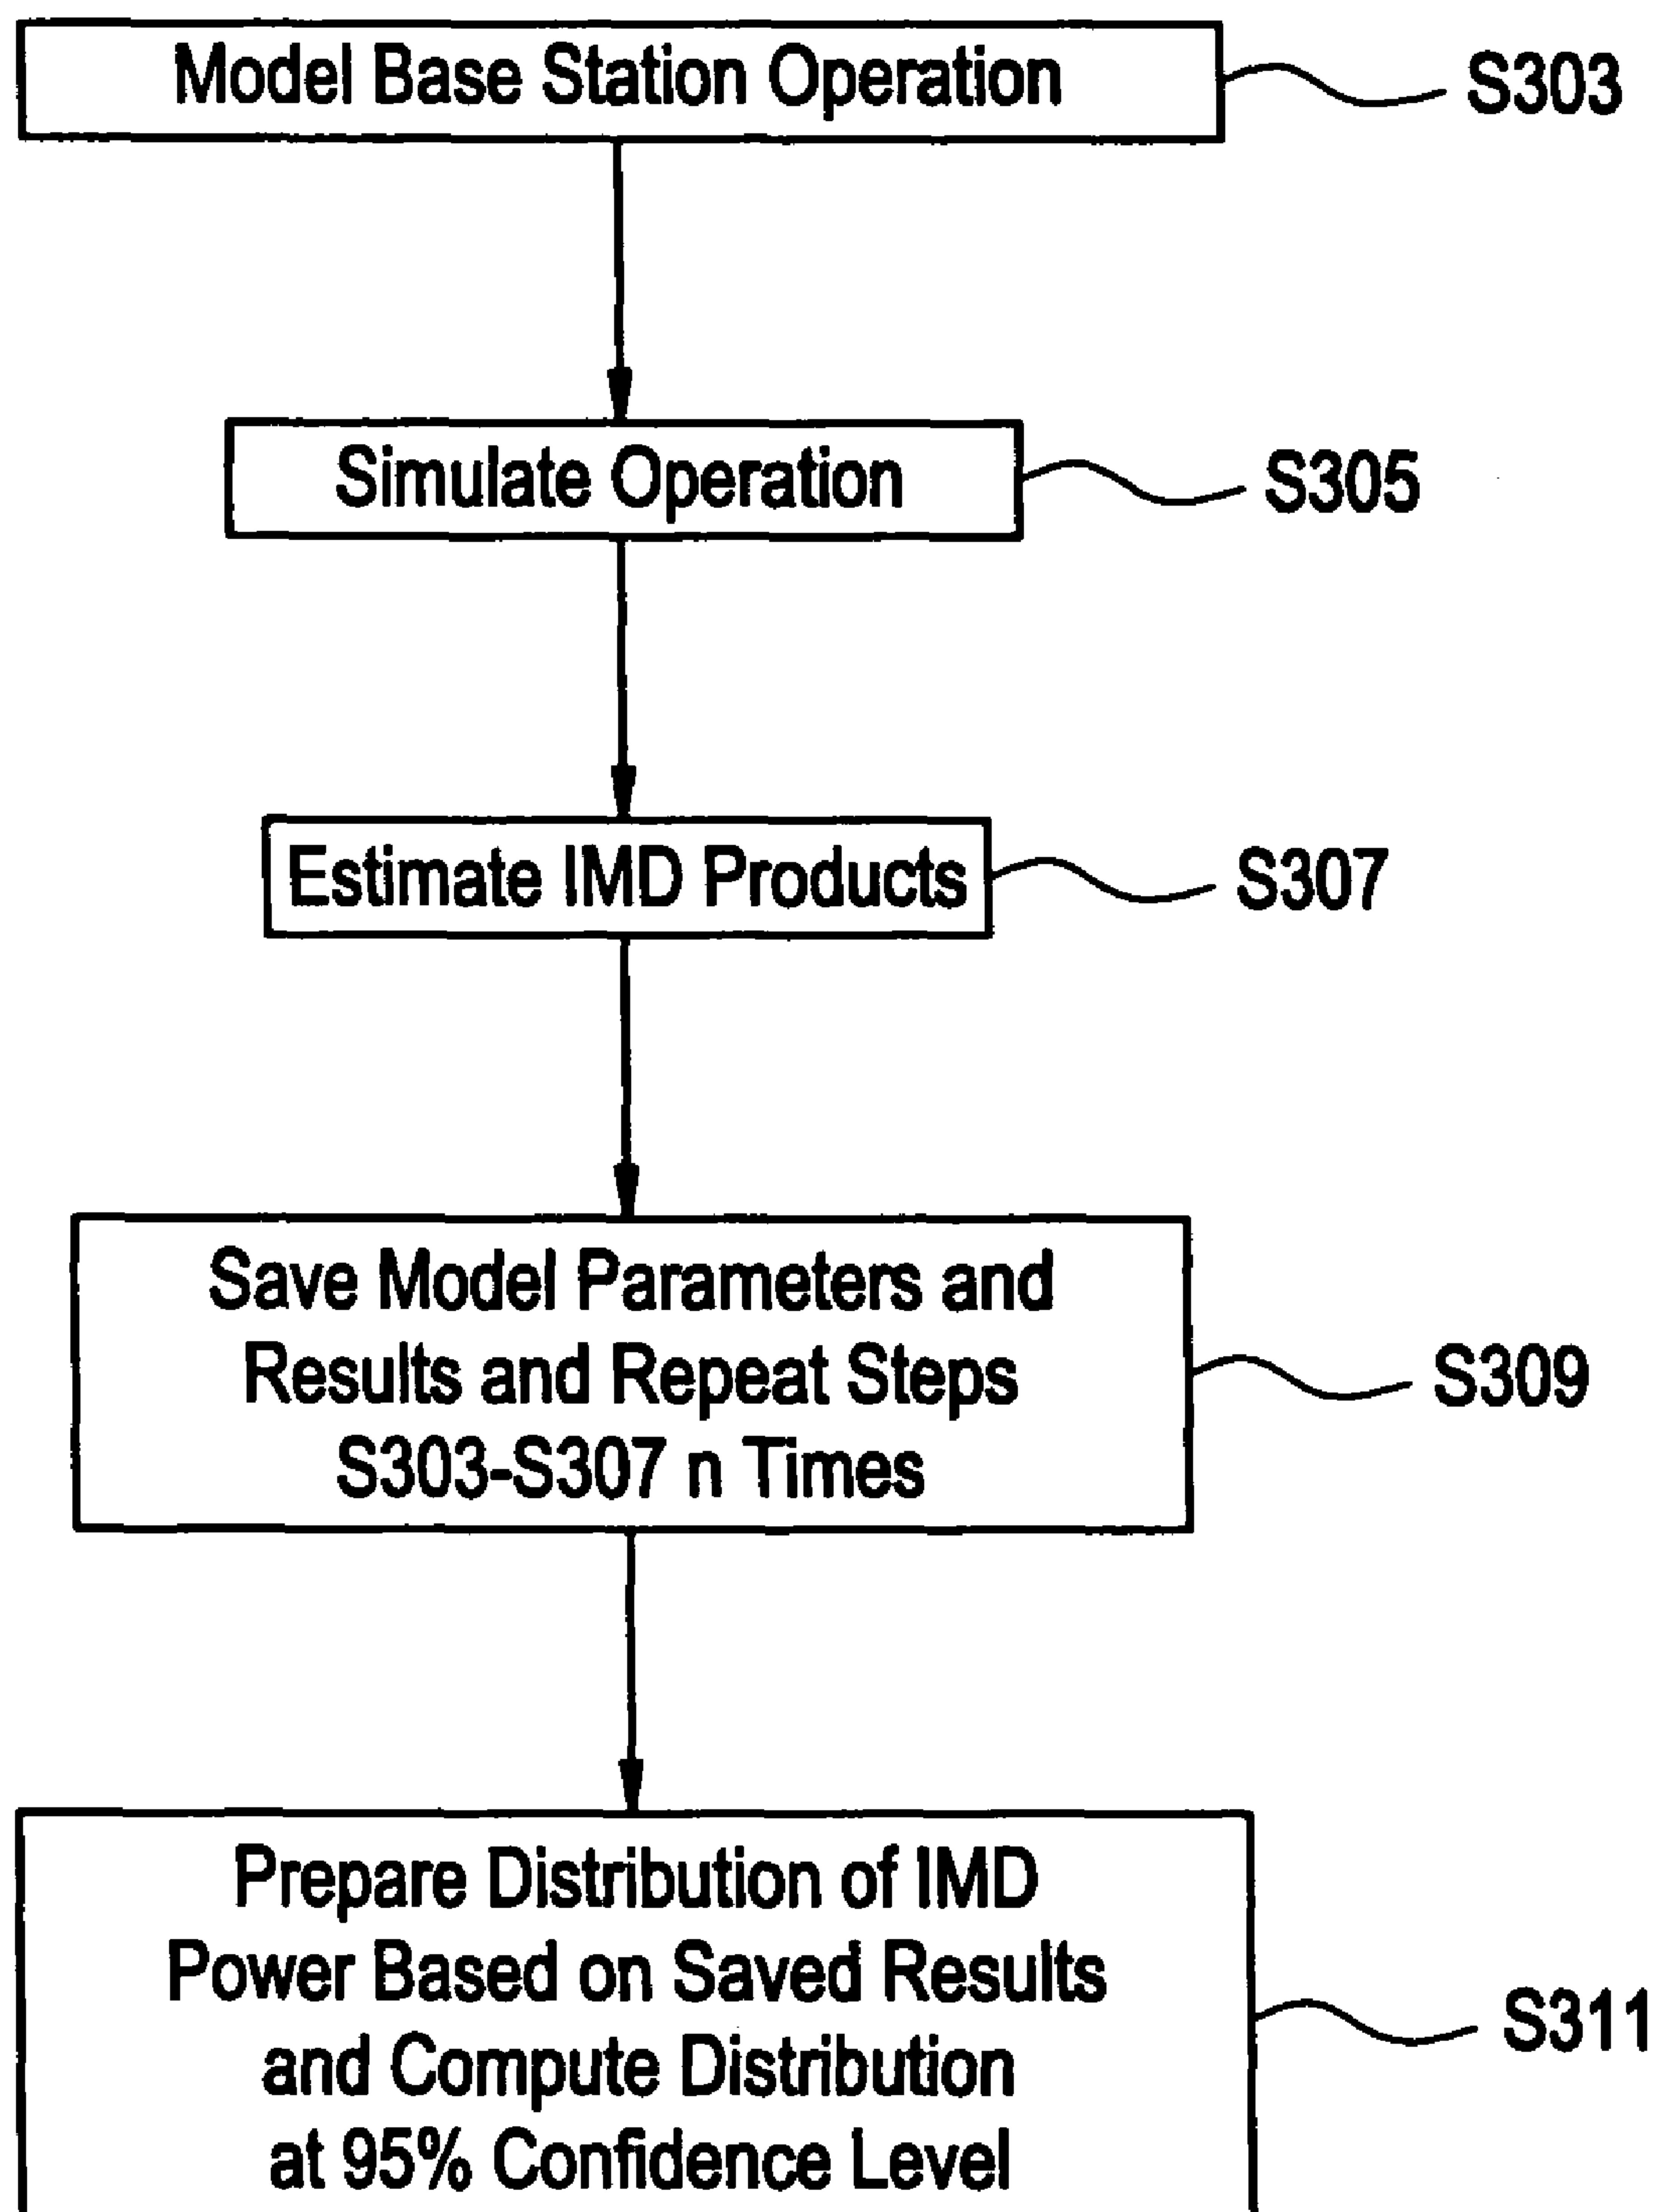 Model Base Station Operation
S303
Simulate Operation
S305
Estimate IMD Products
S307
Save Model Parameters and
Results and Repeat Steps
S303-S307 n Times
S309
Prepare Distribution of IMD
Power Based on Saved Results
and Compute Distribution
at 95% Confidence Level
S311